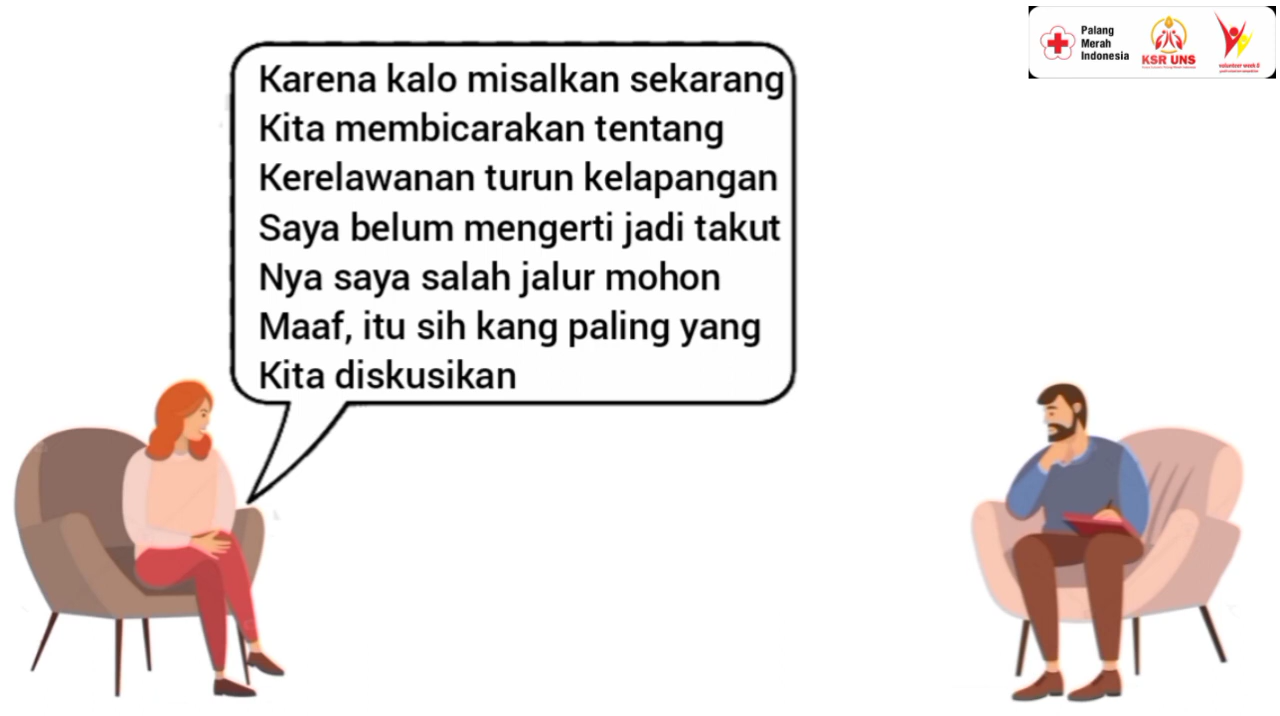 Palang
Merah
Indonesia
KSR UNS
volunteer week 8
Karena kalo misalkan sekarang
Kita membicarakan tentang
Kerelawanan turun kelapangan
Saya belum mengerti jadi takut
Nya saya salah jalur mohon
Maaf, itu sih kang paling yang
Kita diskusikan